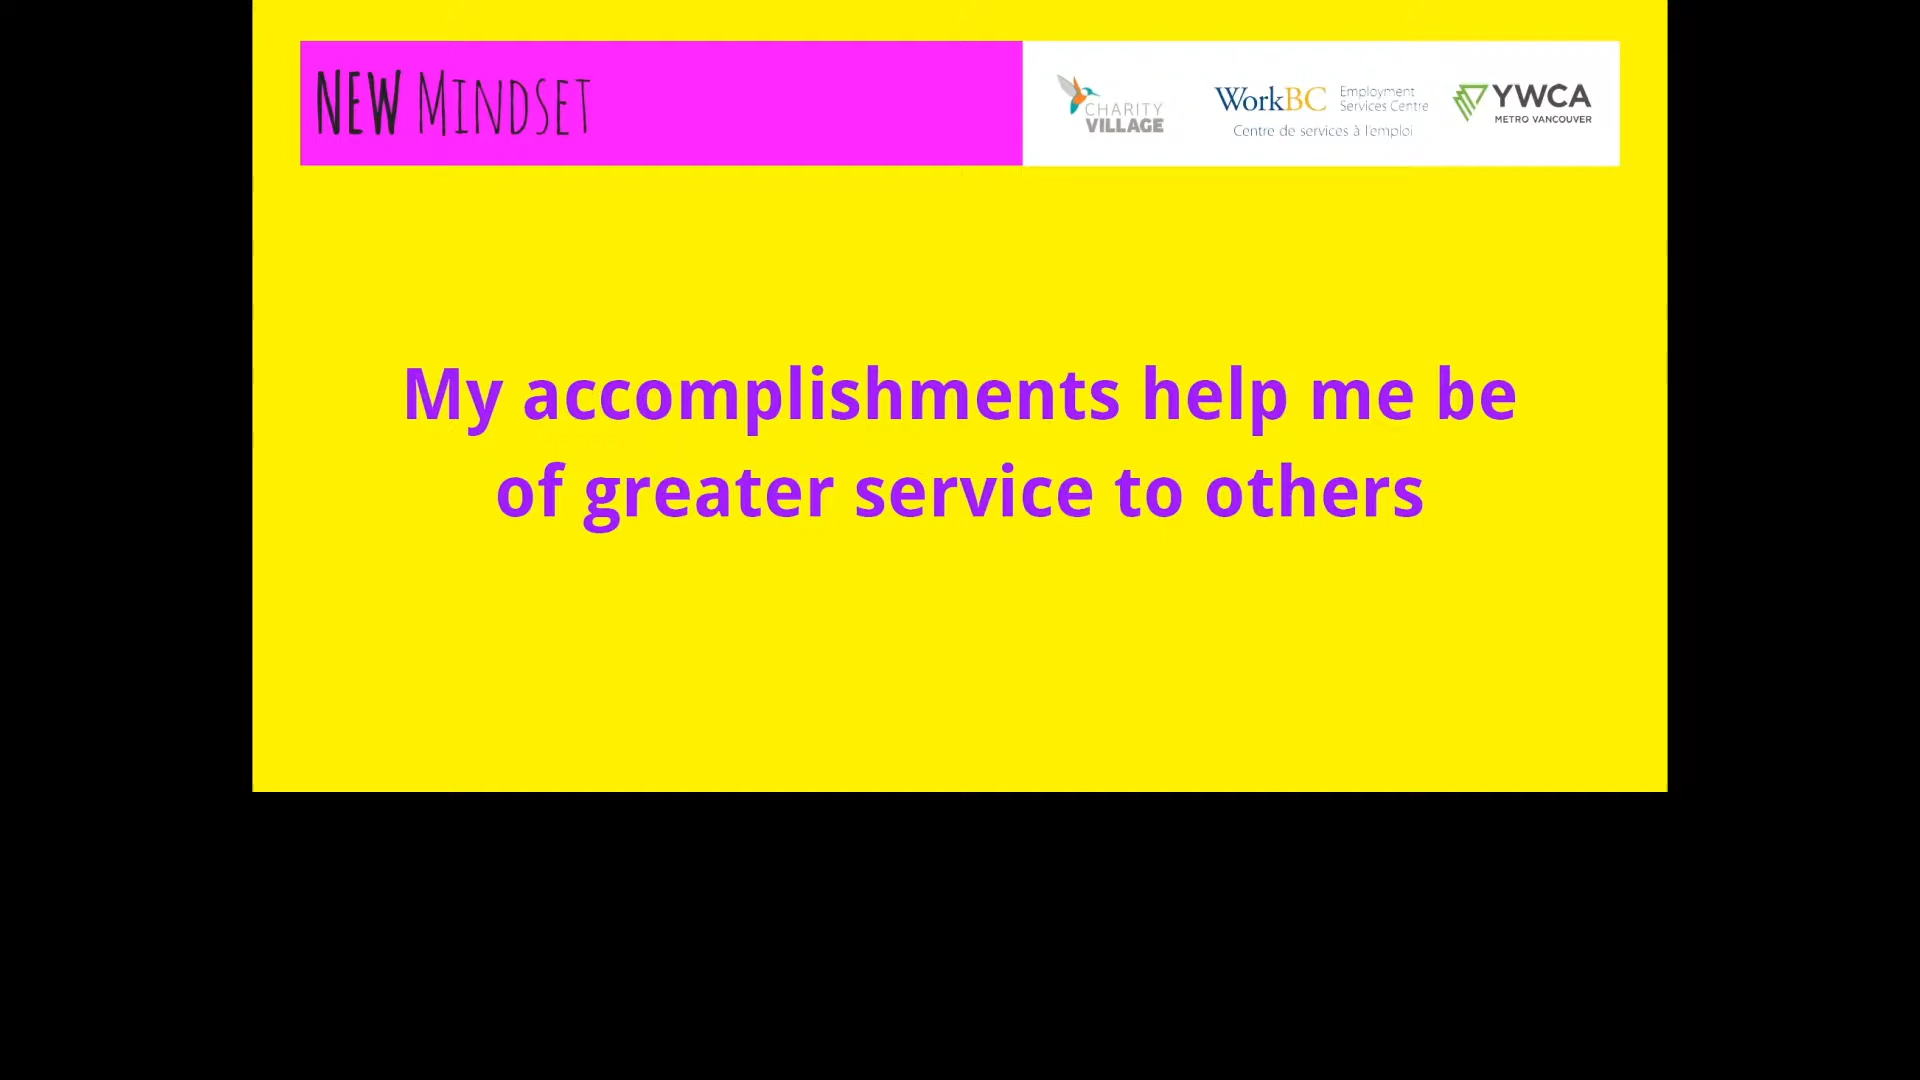 NEW MINDSET
CHARITY
VILLAGE
WorkBC
Employment
Services Centre
Centre de services à l'emploi
YWCA
METRO VANCOUVER
My accomplishments help me be
of greater service to others